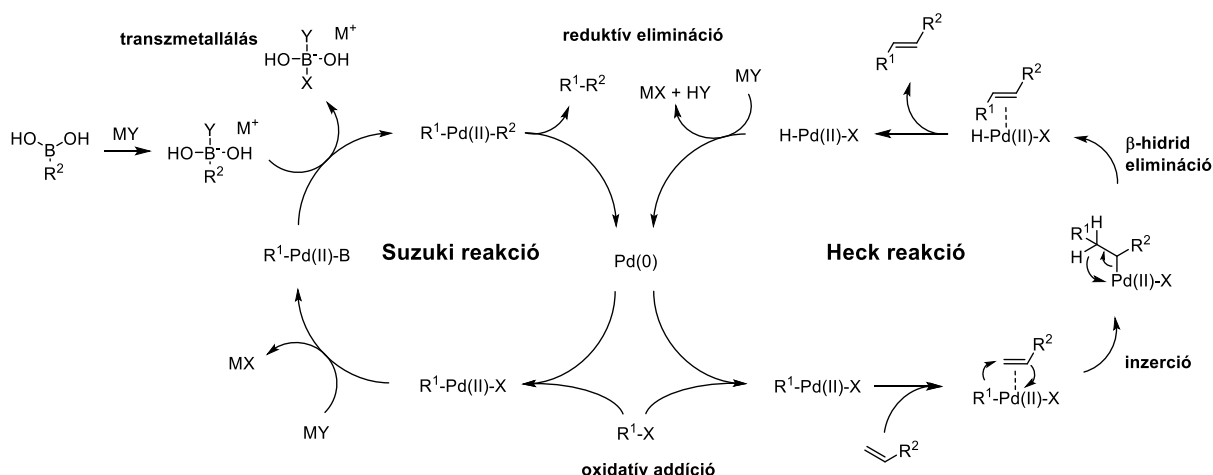 transzmetallálás
Y
M⁺
HO-B⁻-OH
X
reduktív elimináció
R¹-R²
MX + HY
MY
R²
R¹
R²
R¹
HO
OH
B
R²
MY
Y
M⁺
HO-B⁻-OH
R²
R¹-Pd(II)-R²
H-Pd(II)-X
H-Pd(II)-X
β-hidrid
elimináció
R¹-Pd(II)-B
Suzuki reakció
Pd(0)
Heck reakció
H
R¹
R²
H
Pd(II)-X
MX
MY
R¹-Pd(II)-X
R¹-X
oxidatív addíció
R¹-Pd(II)-X
R²
R²
R¹-Pd(II)-X
inzerció